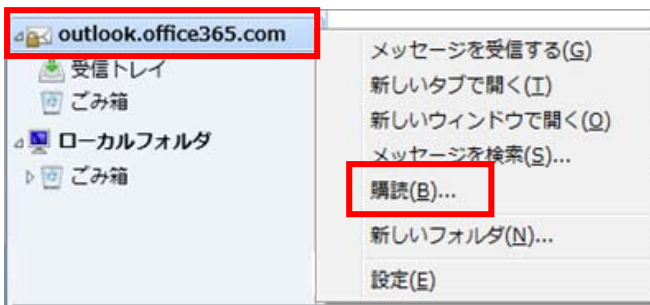 outlook.office365.com
受信トレイ
ごみ箱
ローカルフォルダ
ごみ箱
メッセージを受信する(G)
新しいタブで開く(T)
新しいウィンドウで開く(O)
メッセージを検索(S)...
購読(B)...
新しいフォルダ(N)...
設定(E)